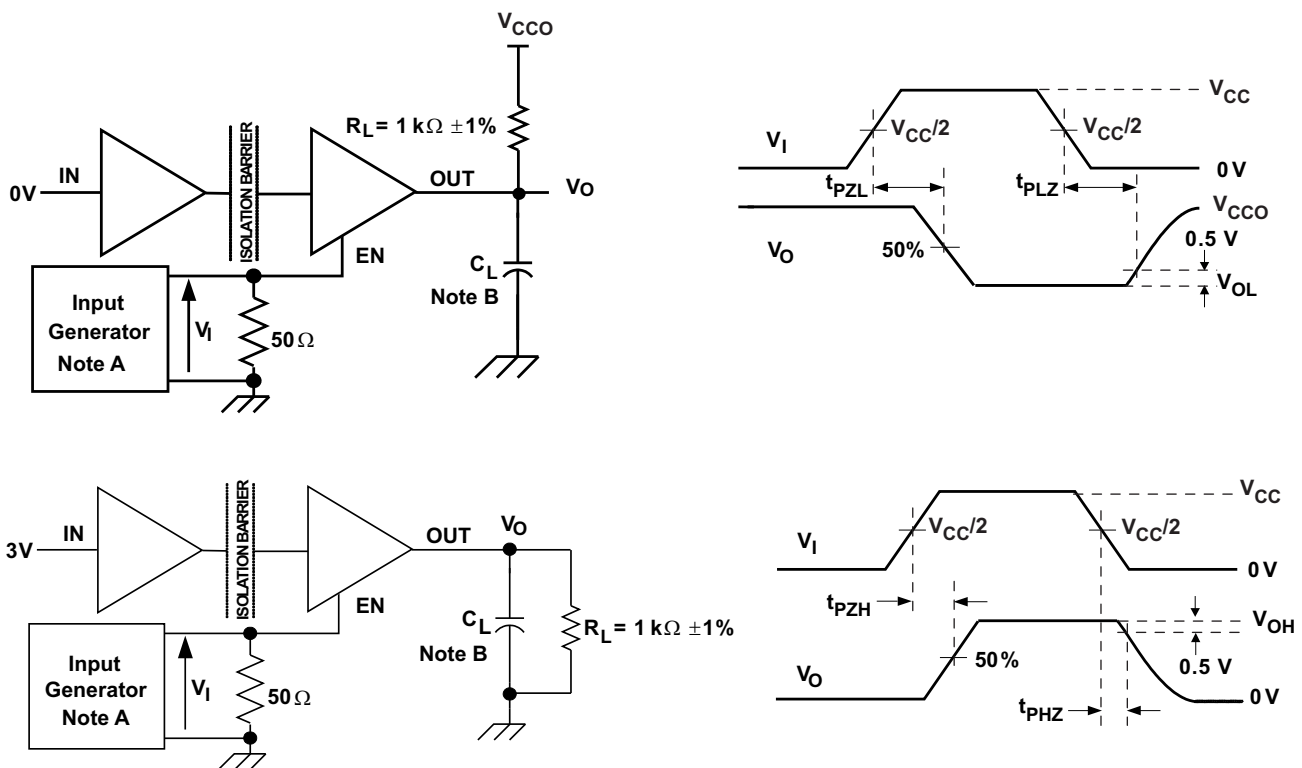 VCCO
RL = 1 kΩ ±1%
ISOLATION BARRIER
0V
IN
OUT
VO
EN
CL
Note B
Input
Generator
Note A
VI
50Ω
VCC
VI
VCC/2
VCC/2
0 V
tPZL
tPLZ
VCCO
VO
50%
0.5 V
VOL
ISOLATION BARRIER
3V
IN
OUT
VO
EN
CL
Note B
RL = 1 kΩ ±1%
Input
Generator
Note A
VI
50Ω
VCC
VI
VCC/2
VCC/2
0 V
tPZH
VOH
VO
50%
0.5 V
0V
tPHZ